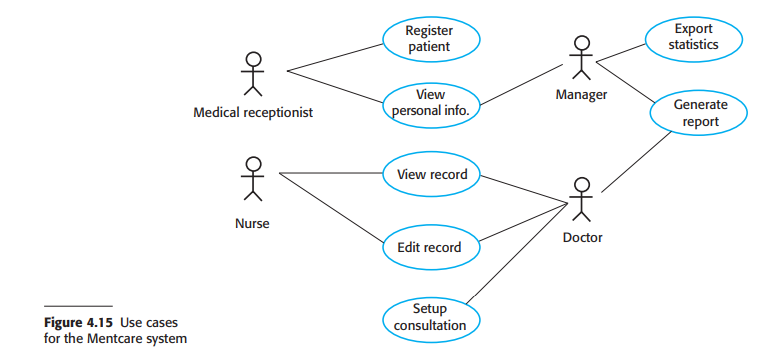 Register
patient
Export
statistics
View
personal info.
Medical receptionist
Manager
Generate
report
View record
Nurse
Doctor
Edit record
Setup
consultation
Figure 4.15 Use cases
for the Mentcare system